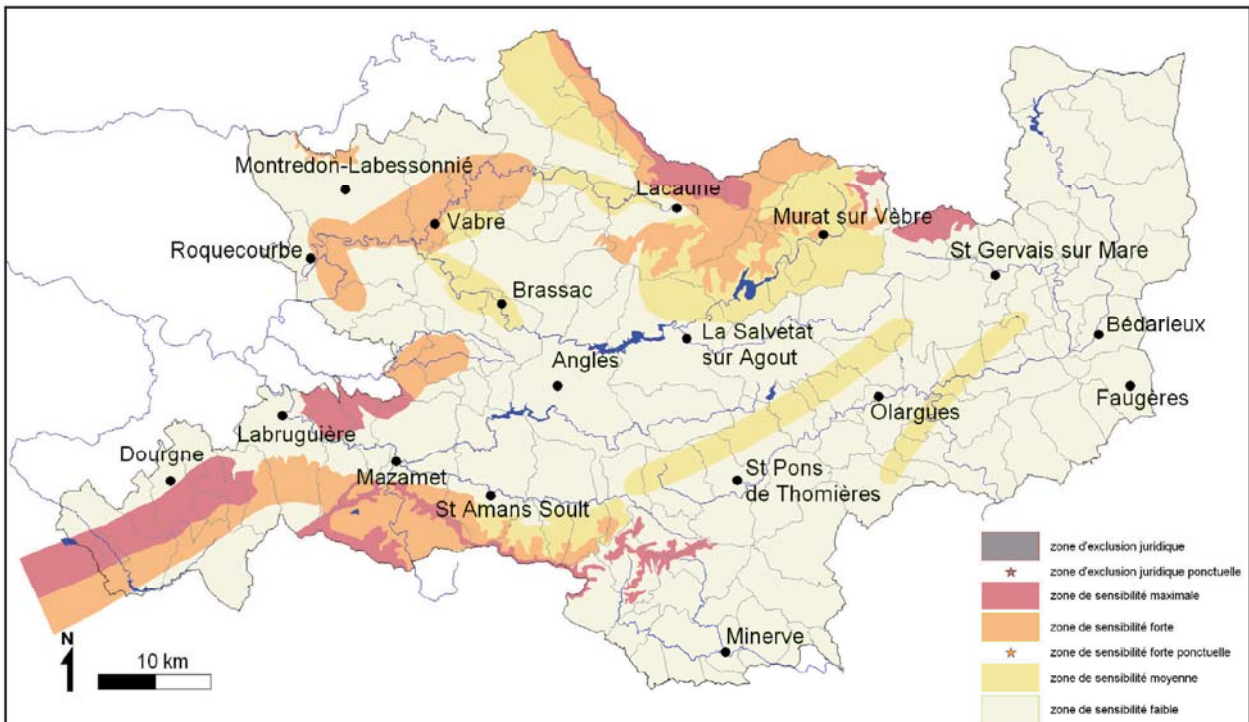 Montredon-Labessonnié
Lacaune
Vabre
Murat sur Vèbre
Roquecourbe
St Gervais sur Mare
Brassac
Bédarieux
La Salvetat
sur Agout
Anglès
Faugères
Olargues
Labruguière
Dourgne
Mazamet
St Pons
de Thomières
St Amans Soult
Minerve
N
10 km
zone d'exclusion juridique
zone d'exclusion juridique ponctuelle
zone de sensibilité maximale
zone de sensibilité forte
zone de sensibilité forte ponctuelle
zone de sensibilité moyenne
zone de sensibilité faible